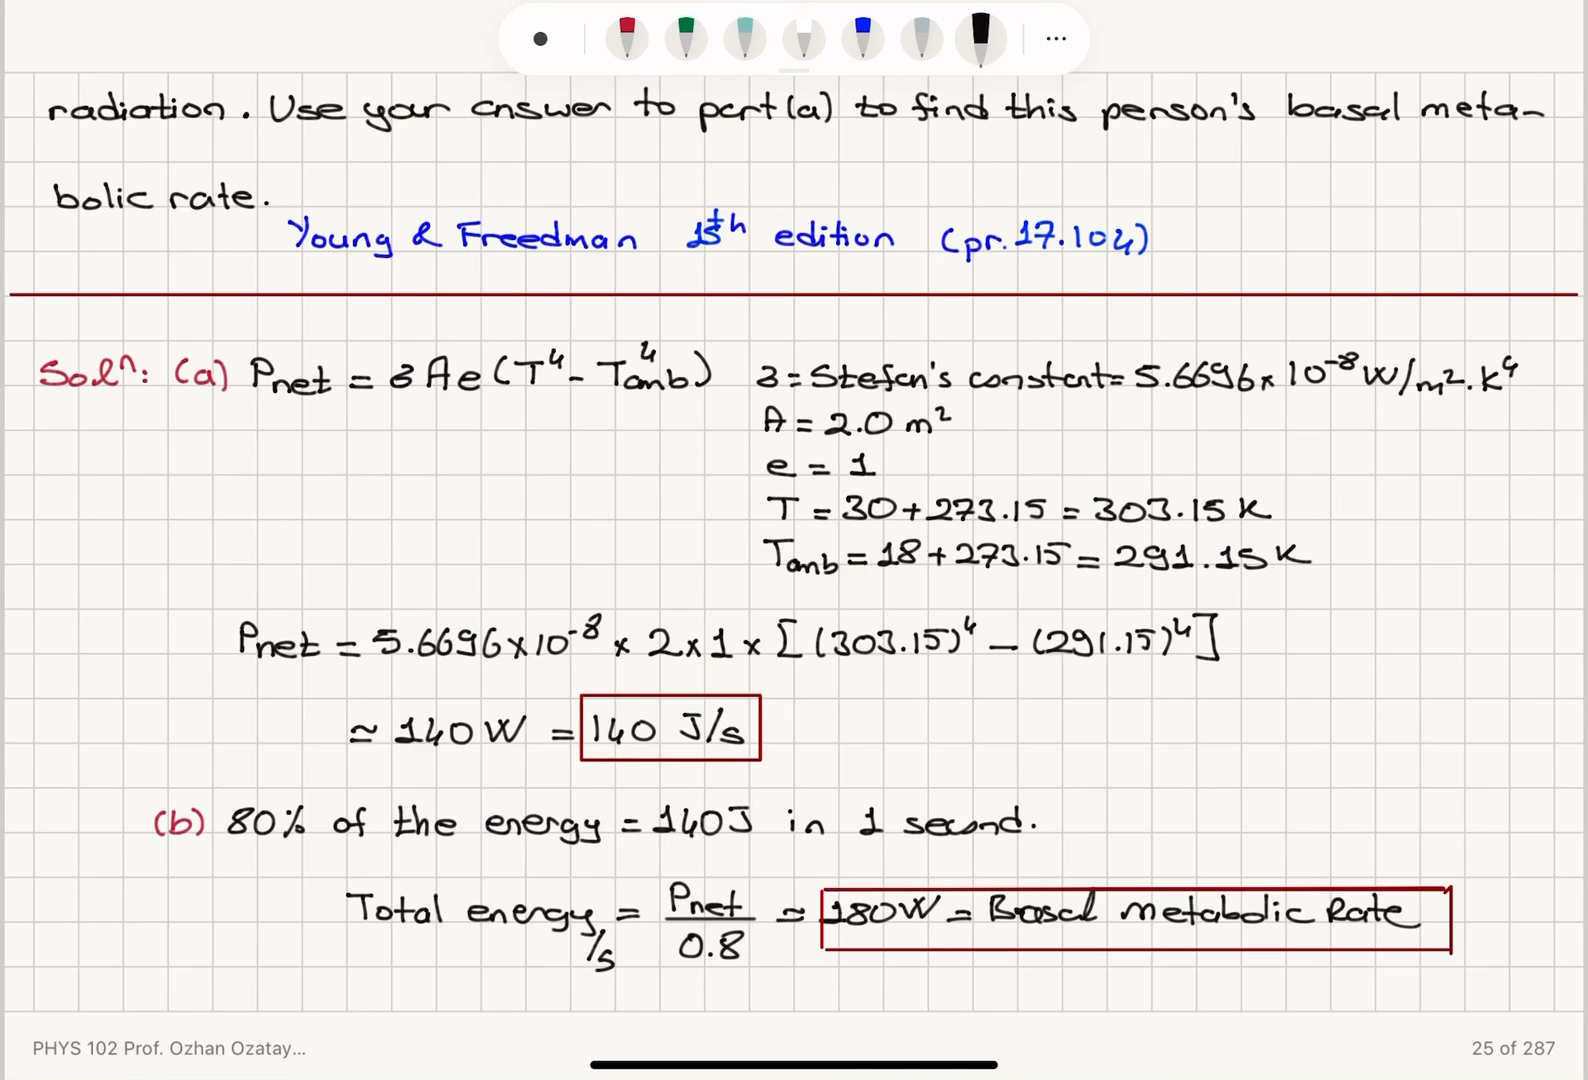 radiation. Use your answer to part (a) to find this person's basal meta-
bolic rate.
Young & Freedman 15th edition (pr. 17.104)
Solⁿ: (a) Pnet = σ A e (T⁴ - Tamb⁴) σ = Stefan's constant = 5.6696 x 10⁻⁸ W/m².K⁴
A = 2.0 m²
e = 1
T = 30 + 273.15 = 303.15 K
Tamb = 18 + 273.15 = 291.15 K
Pnet = 5.6696 x 10⁻⁸ x 2 x 1 x [(303.15)⁴ - (291.15)⁴]
≃ 140 W = 140 J/s
(b) 80% of the energy = 140J in 1 second.
Total energy/s = Pnet/0.8 ≃ 180W = Basal metabolic Rate
PHYS 102 Prof. Ozhan Ozatay... 25 of 287